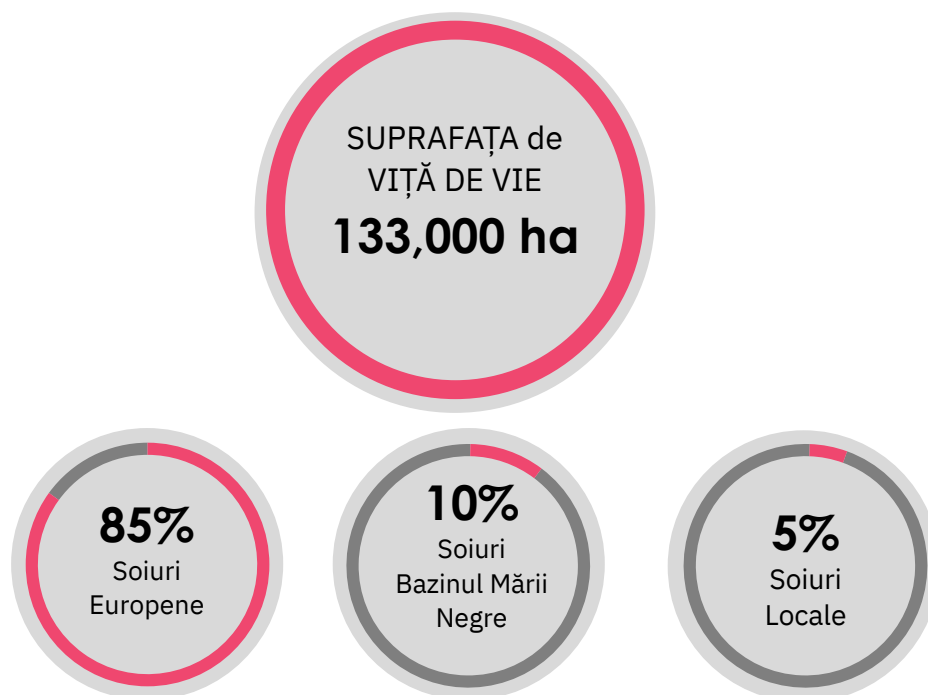 SUPRAFAȚA de
VIȚĂ DE VIE
133,000 ha
85%
Soiuri
Europene
10%
Soiuri
Bazinul Mării
Negre
5%
Soiuri
Locale